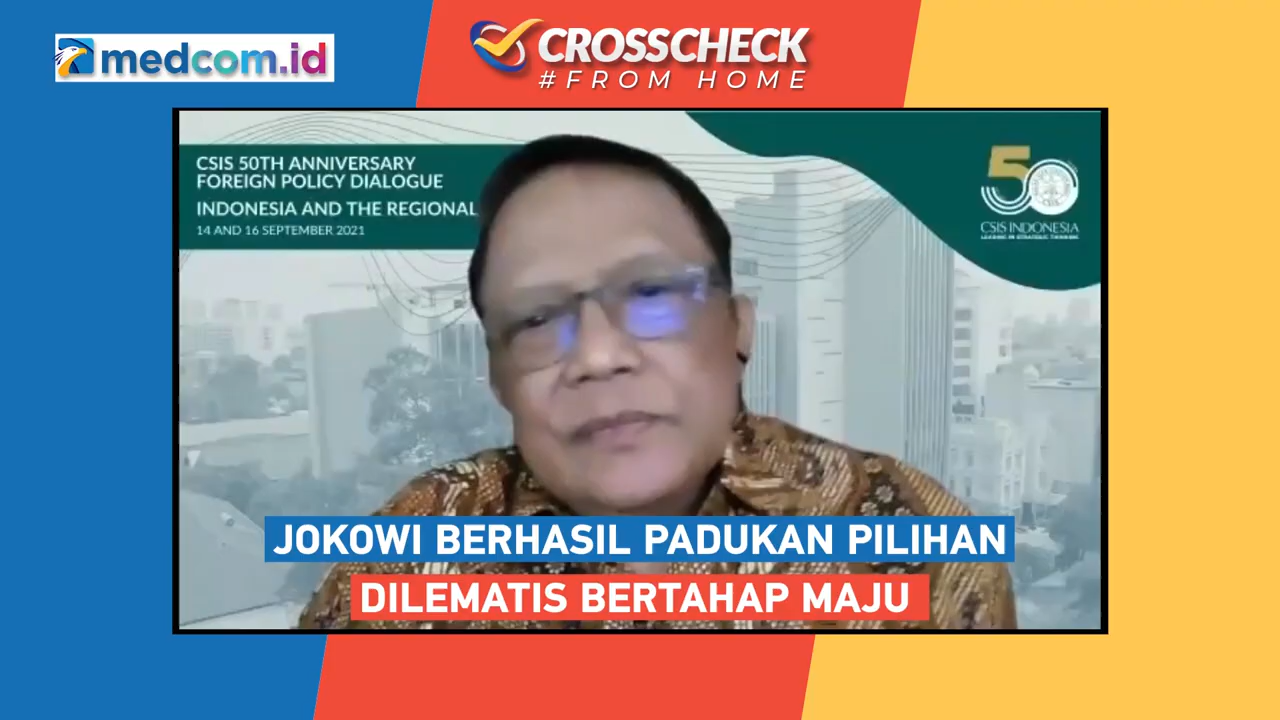 medcom.id
CROSSCHECK
#FROM HOME
CSIS 50TH ANNIVERSARY
FOREIGN POLICY DIALOGUE
INDONESIA AND THE REGIONAL
14 AND 16 SEPTEMBER 2021
50
CSIS INDONESIA
JOKOWI BERHASIL PADUKAN PILIHAN
DILEMATIS BERTAHAP MAJU